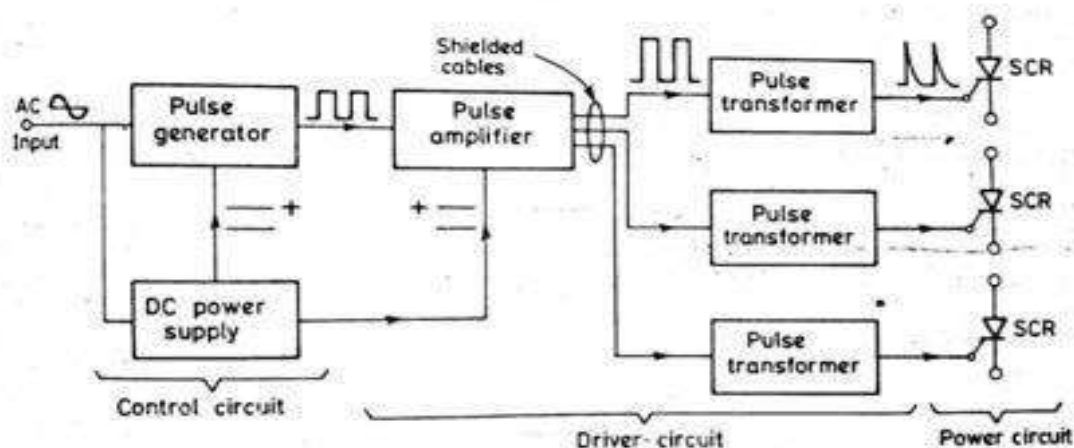 Shielded
cables
AC
Input
Pulse
generator
Pulse
amplifier
Pulse
transformer
SCR
+
+
Pulse
transformer
SCR
DC power
supply
Pulse
transformer
SCR
Control circuit
Driver-circuit
Power circuit